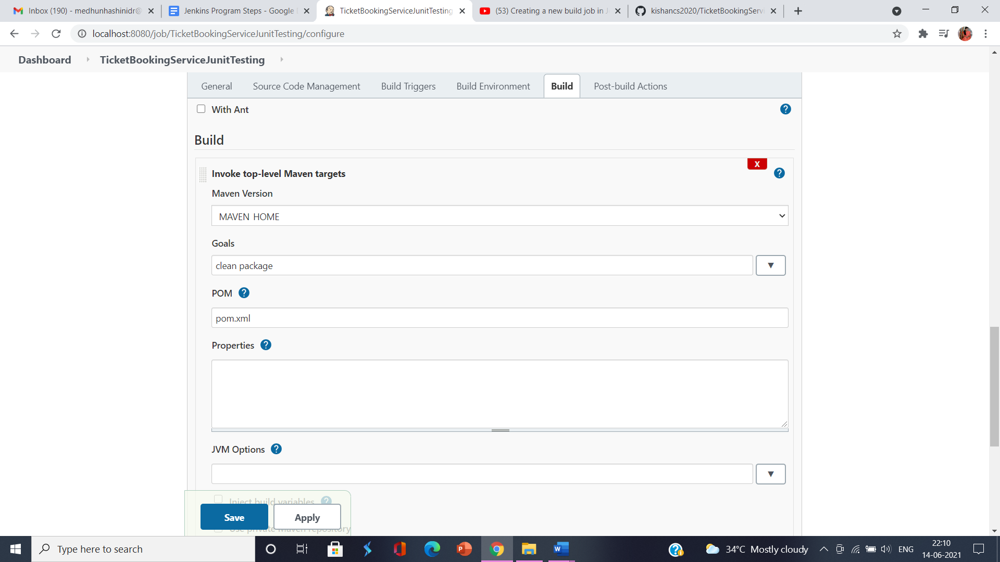 Inbox (190) - medhunhashinidr@
Jenkins Program Steps - Google
TicketBookingServiceJunitTesting
(53) Creating a new build job in J
kishancs2020/TicketBookingServi
localhost:8080/job/TicketBookingServiceJunitTesting/configure
Dashboard
TicketBookingServiceJunitTesting
General
Source Code Management
Build Triggers
Build Environment
Build
Post-build Actions
With Ant
Build
X
Invoke top-level Maven targets
Maven Version
MAVEN HOME
Goals
clean package
POM
pom.xml
Properties
JVM Options
Inject build variables
Save
Apply
Use private Maven repository
Type here to search
34°C Mostly cloudy
ENG
22:10
14-06-2021